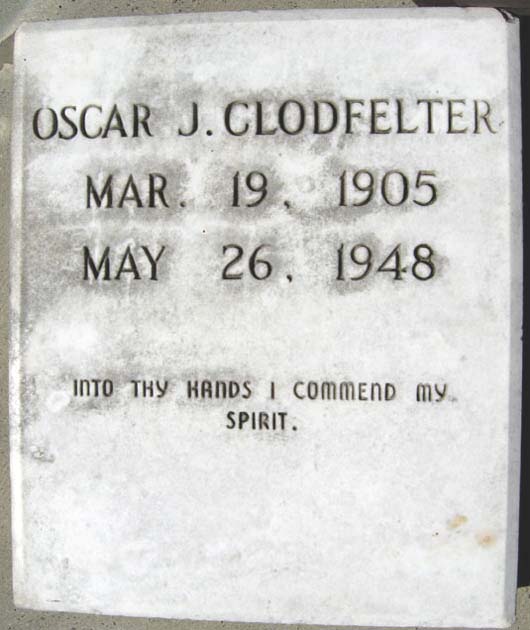 OSCAR J. CLODFELTER
MAR. 19, 1905
MAY 26, 1948
INTO THY HANDS I COMMEND MY
SPIRIT.